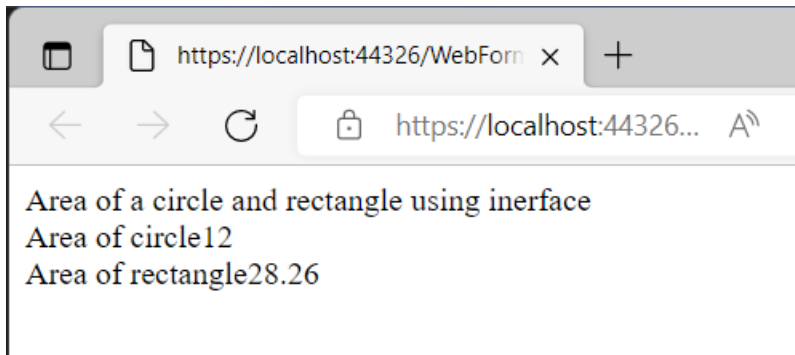 https://localhost:44326/WebForm
https://localhost:44326...
Area of a circle and rectangle using inerface
Area of circle12
Area of rectangle28.26